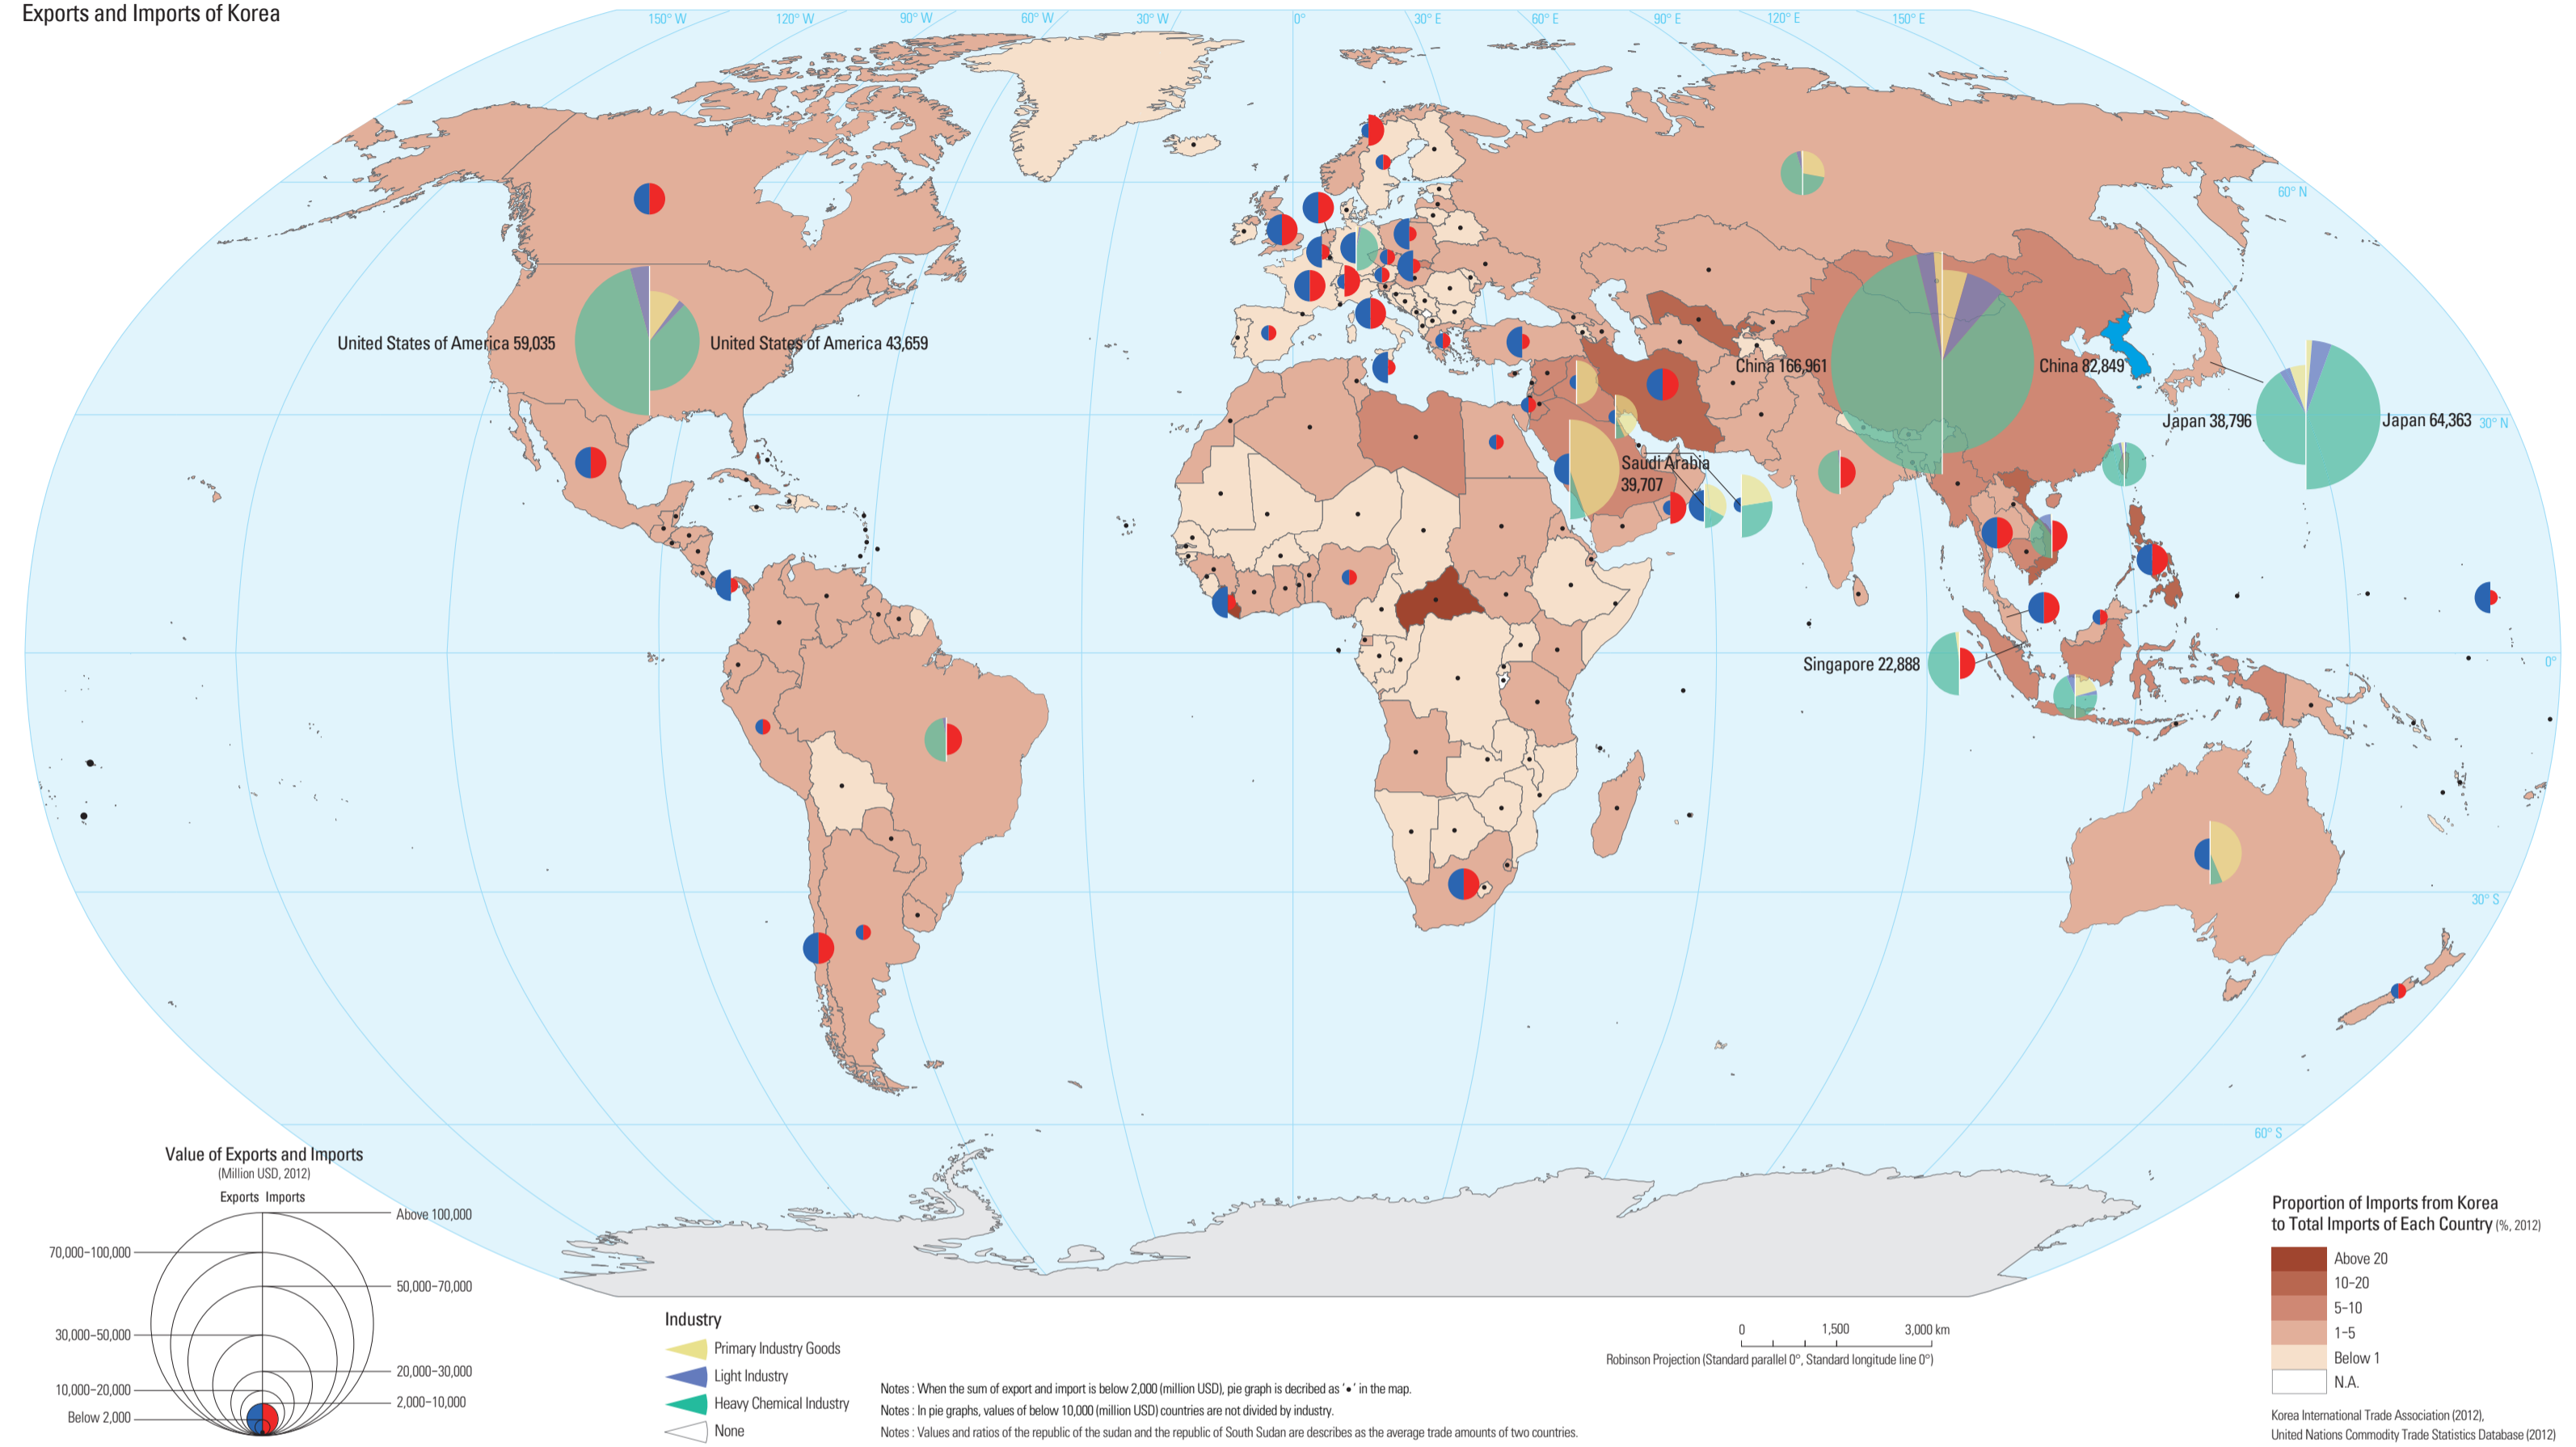 Exports and Imports of Korea
150° W
120° W
90° W
60° W
30° W
0°
30° E
60° E
90° E
120° E
150° E
60° N
United States of America 59,035
United States of America 43,659
China 166,961
China 82,849
Japan 38,796
Japan 64,363
30° N
Saudi Arabia
39,707
Singapore 22,888
0°
30° S
60° S
Value of Exports and Imports
(Million USD, 2012)
Exports Imports
Above 100,000
70,000-100,000
50,000-70,000
30,000-50,000
20,000-30,000
10,000-20,000
2,000-10,000
Below 2,000
Industry
Primary Industry Goods
Light Industry
Heavy Chemical Industry
None
Notes : When the sum of export and import is below 2,000 (million USD), pie graph is decribed as '•' in the map.
Notes : In pie graphs, values of below 10,000 (million USD) countries are not divided by industry.
Notes : Values and ratios of the republic of the sudan and the republic of South Sudan are describes as the average trade amounts of two countries.
0 1,500 3,000 km
Robinson Projection (Standard parallel 0°, Standard longitude line 0°)
Proportion of Imports from Korea
to Total Imports of Each Country (%, 2012)
Above 20
10-20
5-10
1-5
Below 1
N.A.
Korea International Trade Association (2012),
United Nations Commodity Trade Statistics Database (2012)